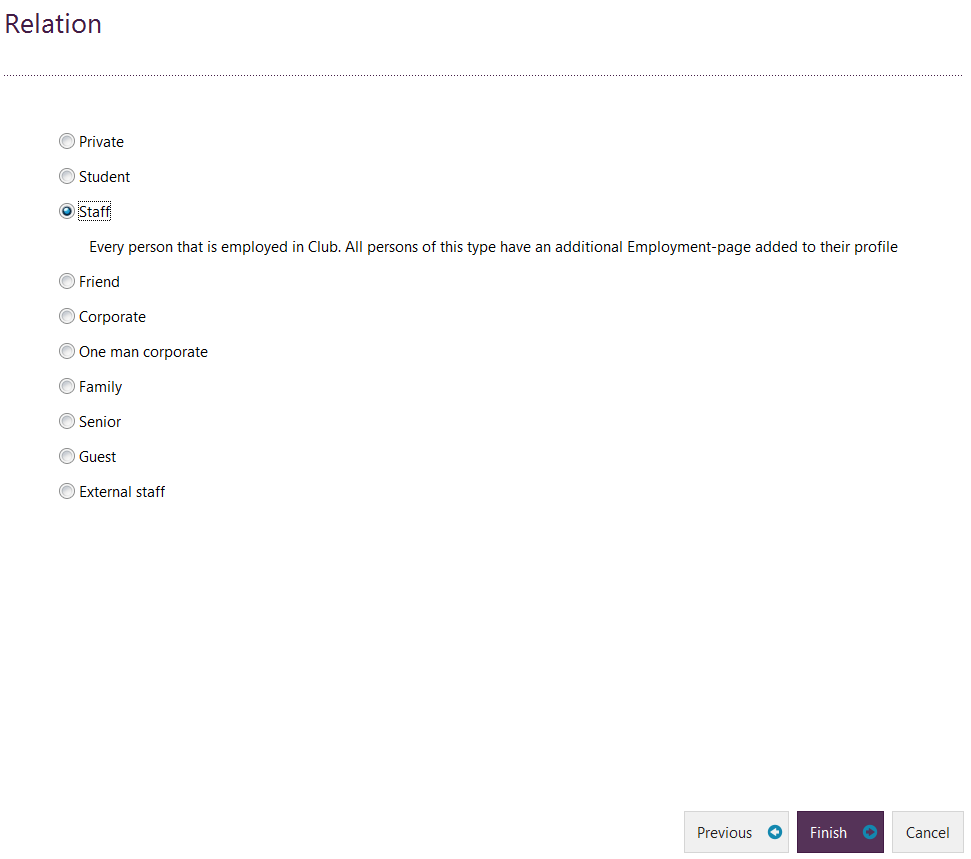 Relation
Private
Student
Staff
Every person that is employed in Club. All persons of this type have an additional Employment-page added to their profile
Friend
Corporate
One man corporate
Family
Senior
Guest
External staff
Previous
Finish
Cancel